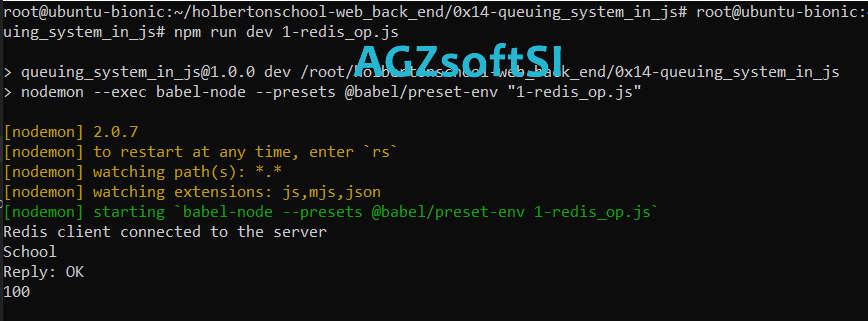 root@ubuntu-bionic:~/holbertonschool-web_back_end/0x14-queuing_system_in_js# root@ubuntu-bionic:
uing_system_in_js# npm run dev 1-redis_op.js
AGZsoftSI
> queuing_system_in_js@1.0.0 dev /root/holbertonschool-web_back_end/0x14-queuing_system_in_js
> nodemon --exec babel-node --presets @babel/preset-env "1-redis_op.js"
[nodemon] 2.0.7
[nodemon] to restart at any time, enter `rs`
[nodemon] watching path(s): *.*
[nodemon] watching extensions: js,mjs,json
[nodemon] starting `babel-node --presets @babel/preset-env 1-redis_op.js`
Redis client connected to the server
School
Reply: OK
100